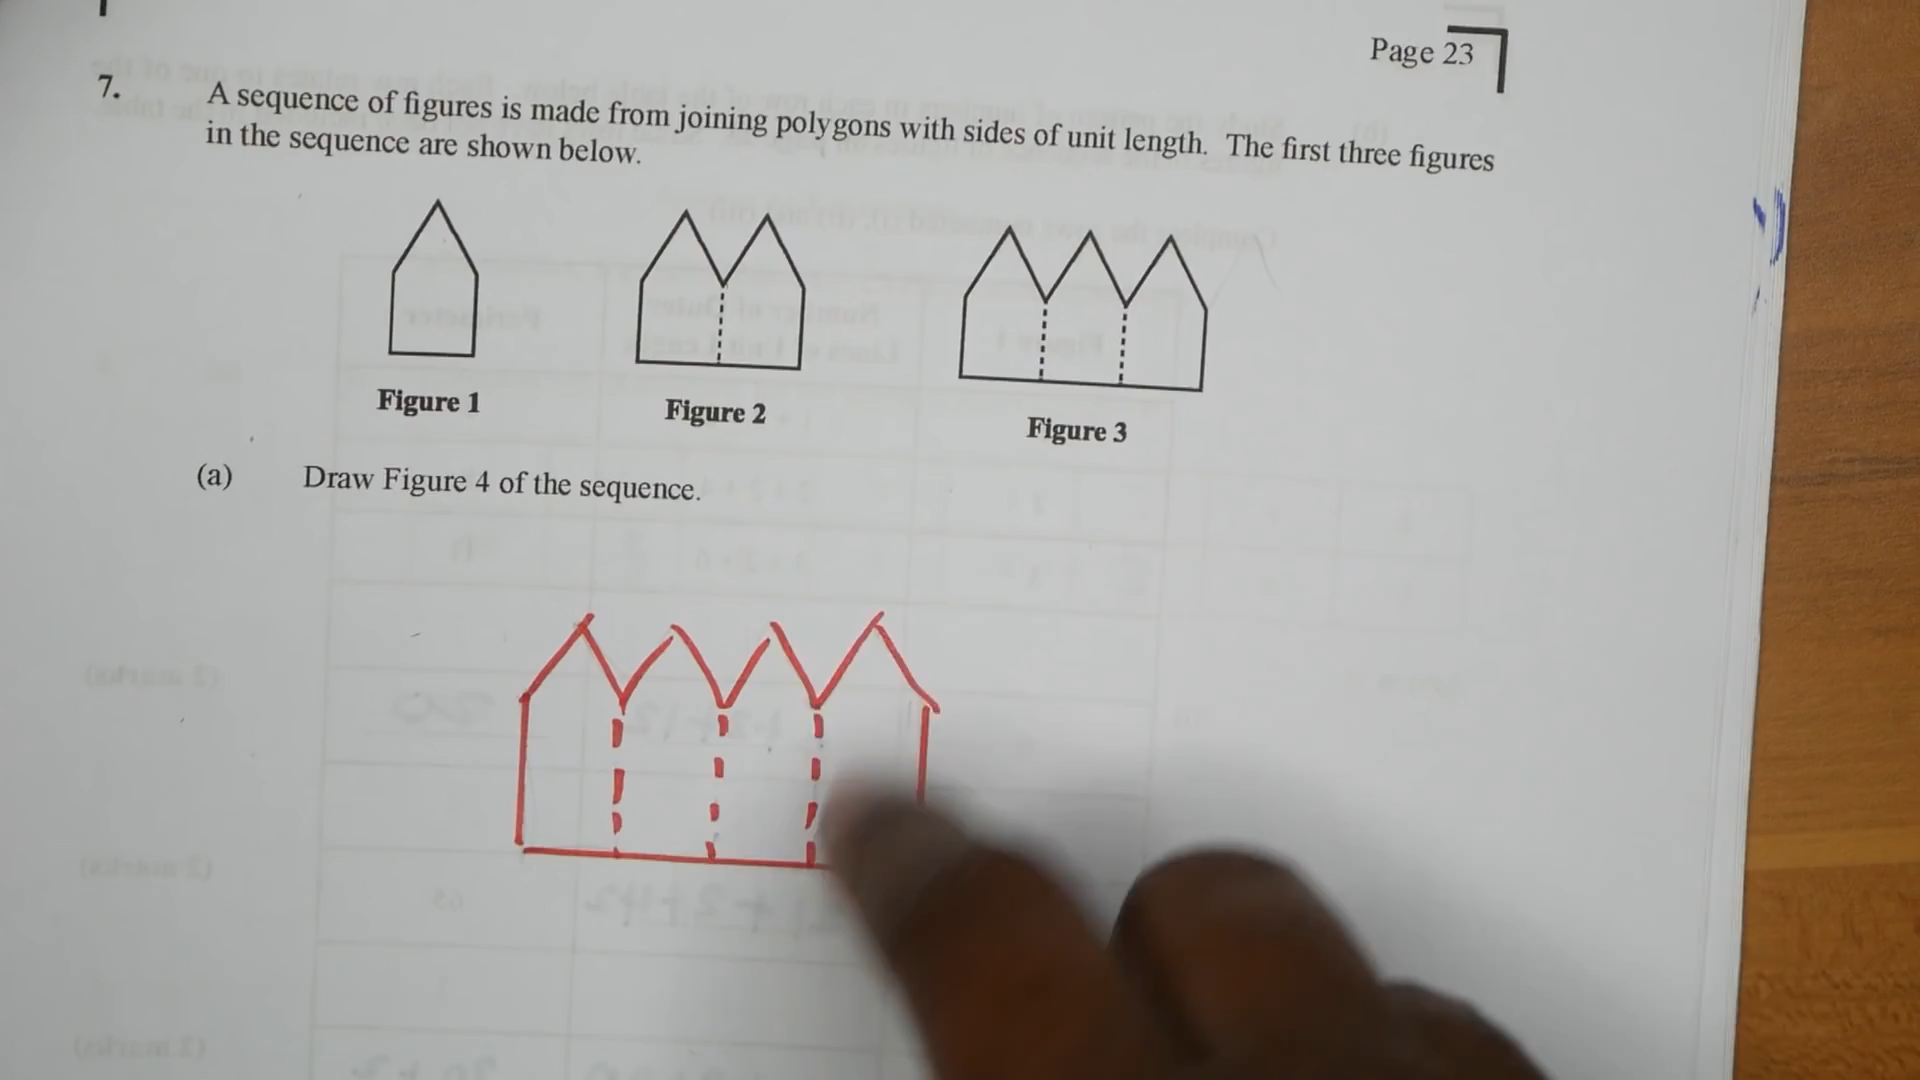 Page 23
7.
A sequence of figures is made from joining polygons with sides of unit length. The first three figures
in the sequence are shown below.
Figure 1
Figure 2
Figure 3
(a) Draw Figure 4 of the sequence.